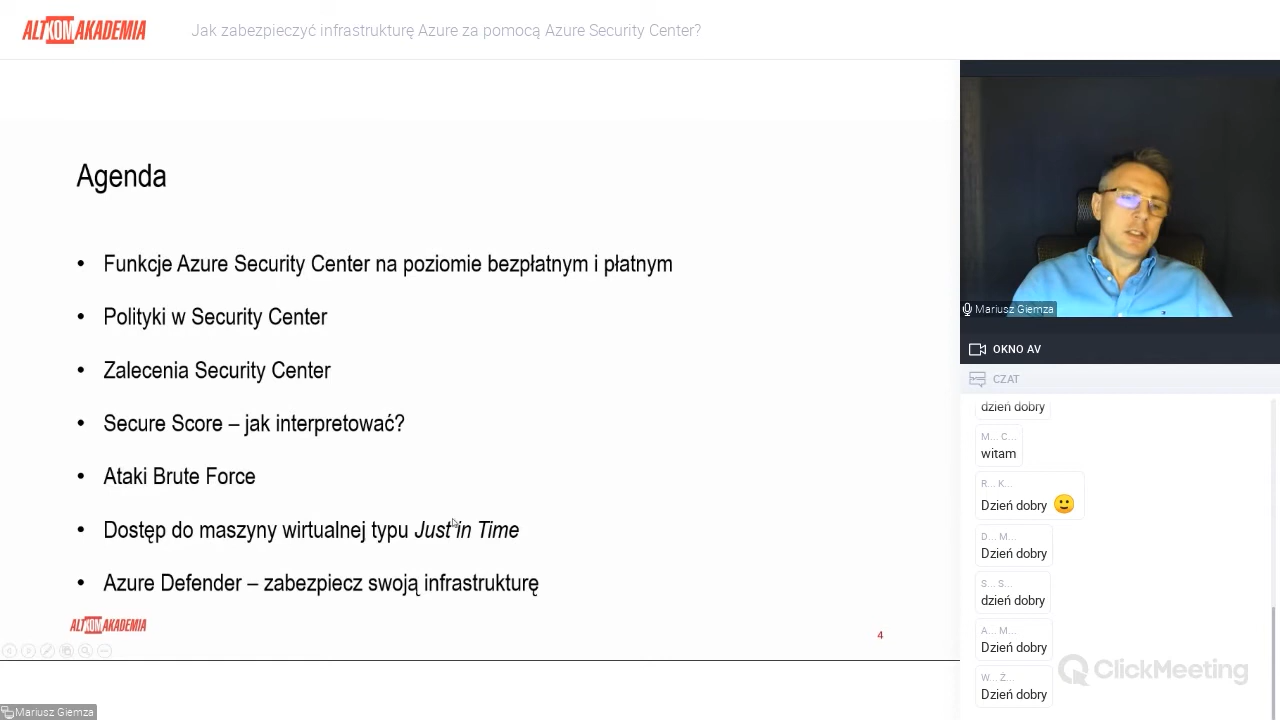 ALTKOM AKADEMIA
Jak zabezpieczyć infrastrukturę Azure za pomocą Azure Security Center?
Agenda
• Funkcje Azure Security Center na poziomie bezpłatnym i płatnym
• Polityki w Security Center
• Zalecenia Security Center
• Secure Score – jak interpretować?
• Ataki Brute Force
• Dostęp do maszyny wirtualnej typu Just in Time
• Azure Defender – zabezpiecz swoją infrastrukturę
ALTKOM AKADEMIA
4
Mariusz Giemza
Mariusz Giemza
OKNO AV
CZAT
dzień dobry
M... C...
witam
R... K...
Dzień dobry 🙂
D... M...
Dzień dobry
S... S...
dzień dobry
A... M...
Dzień dobry
W... Ż...
Dzień dobry
ClickMeeting